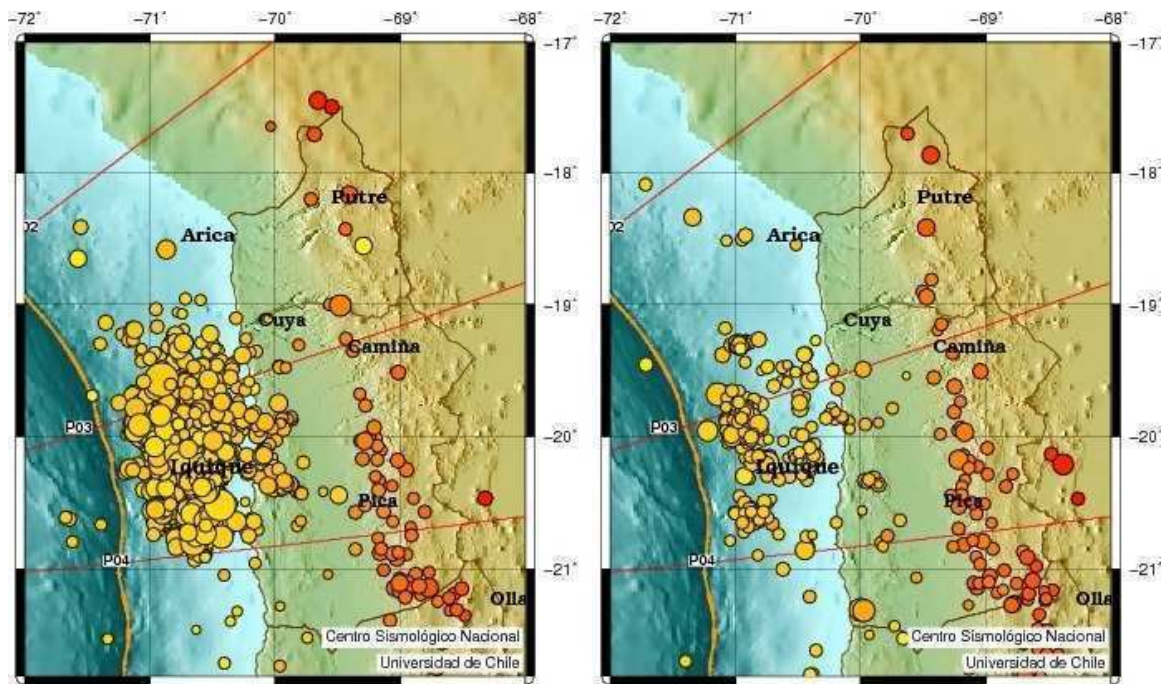 −72° −71° −70° −69° −68°
−17°
02
−18°
Putre
Arica
−19°
Cuya
Camiña
P03
−20°
Iquique
Pica
P04
−21°
Olla
Centro Sismológico Nacional
Universidad de Chile
−72° −71° −70° −69° −68°
−17°
02
−18°
Putre
Arica
−19°
Cuya
Camiña
P03
−20°
Iquique
Pica
P04
−21°
Olla
Centro Sismológico Nacional
Universidad de Chile